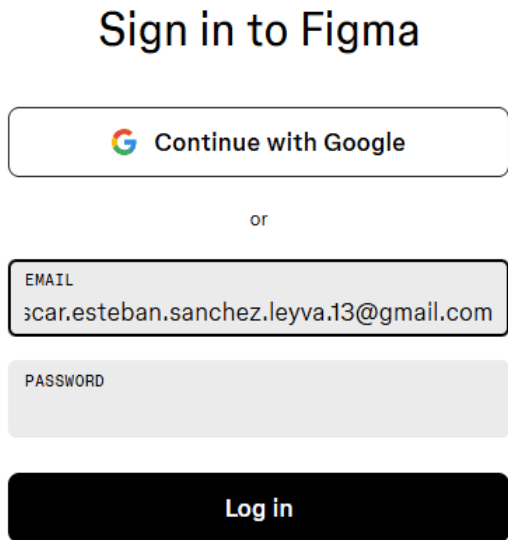 Sign in to Figma
Continue with Google
or
EMAIL
scar.esteban.sanchez.leyva.13@gmail.com
PASSWORD
Log in